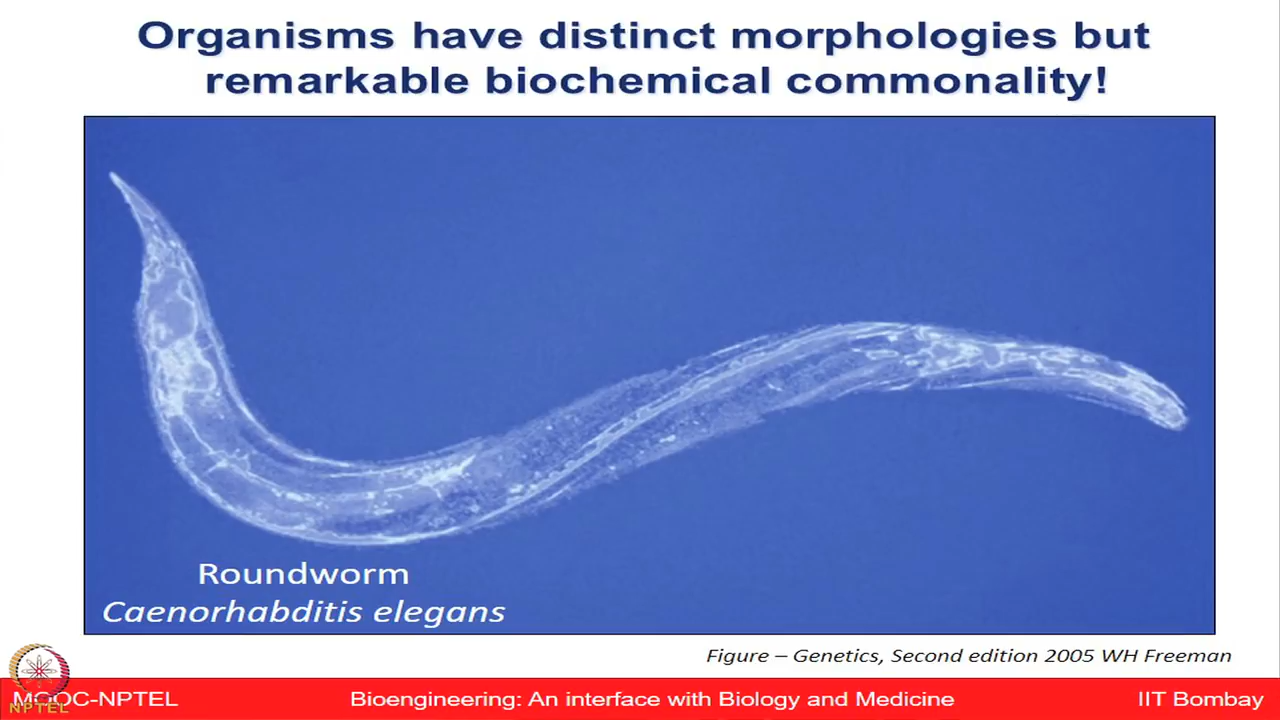 Organisms have distinct morphologies but
remarkable biochemical commonality!
Roundworm
Caenorhabditis elegans
Figure – Genetics, Second edition 2005 WH Freeman
MOOC-NPTEL Bioengineering: An interface with Biology and Medicine IIT Bombay
NPTEL